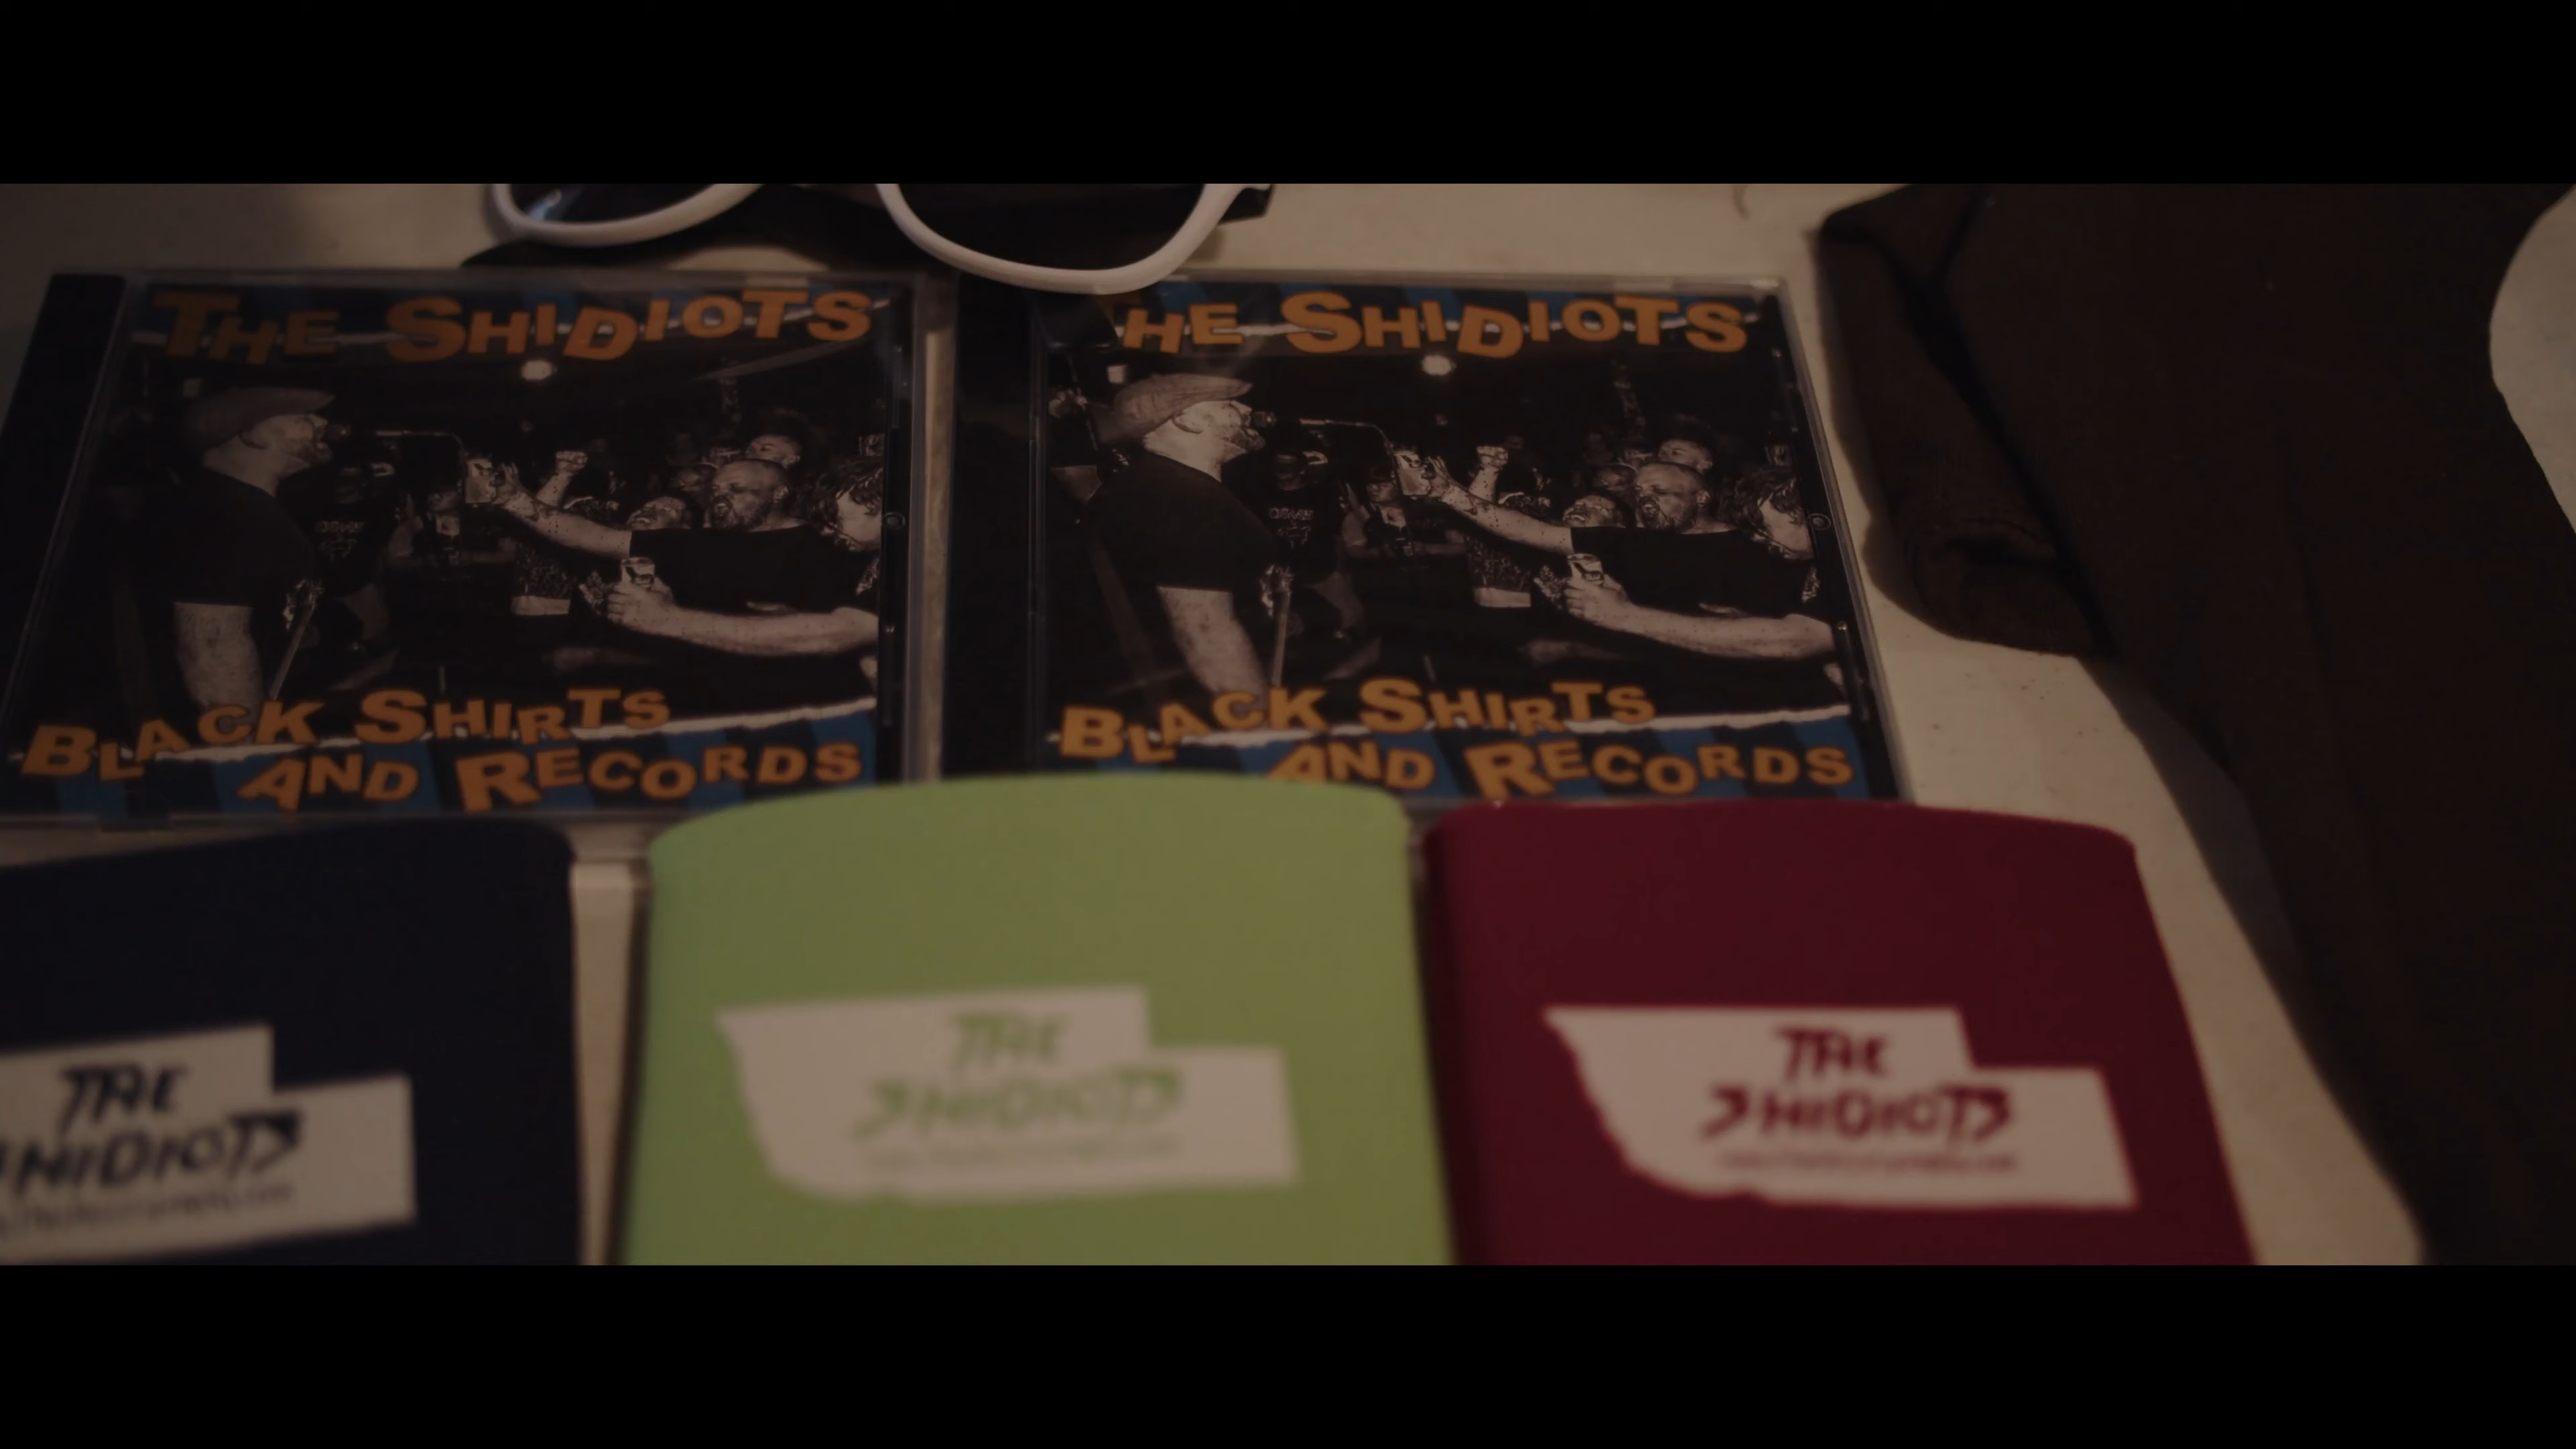 THE SHIDIOTS
BLACK SHIRTS
AND RECORDS
THE SHIDIOTS
BLACK SHIRTS
AND RECORDS
THE
SHIDIOTS
THE
SHIDIOTS
THE
SHIDIOTS